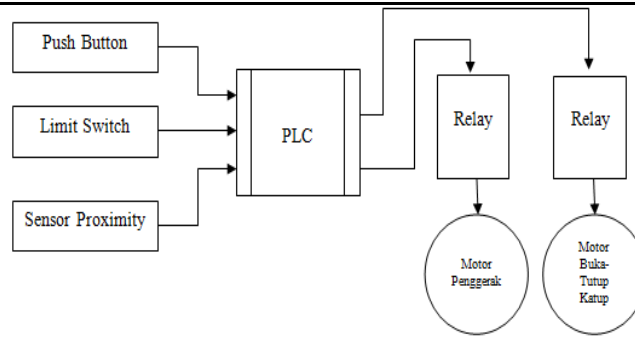 Push Button
Limit Switch
Sensor Proximity
PLC
Relay
Relay
Motor
Penggerak
Motor
Buka-
Tutup
Katup